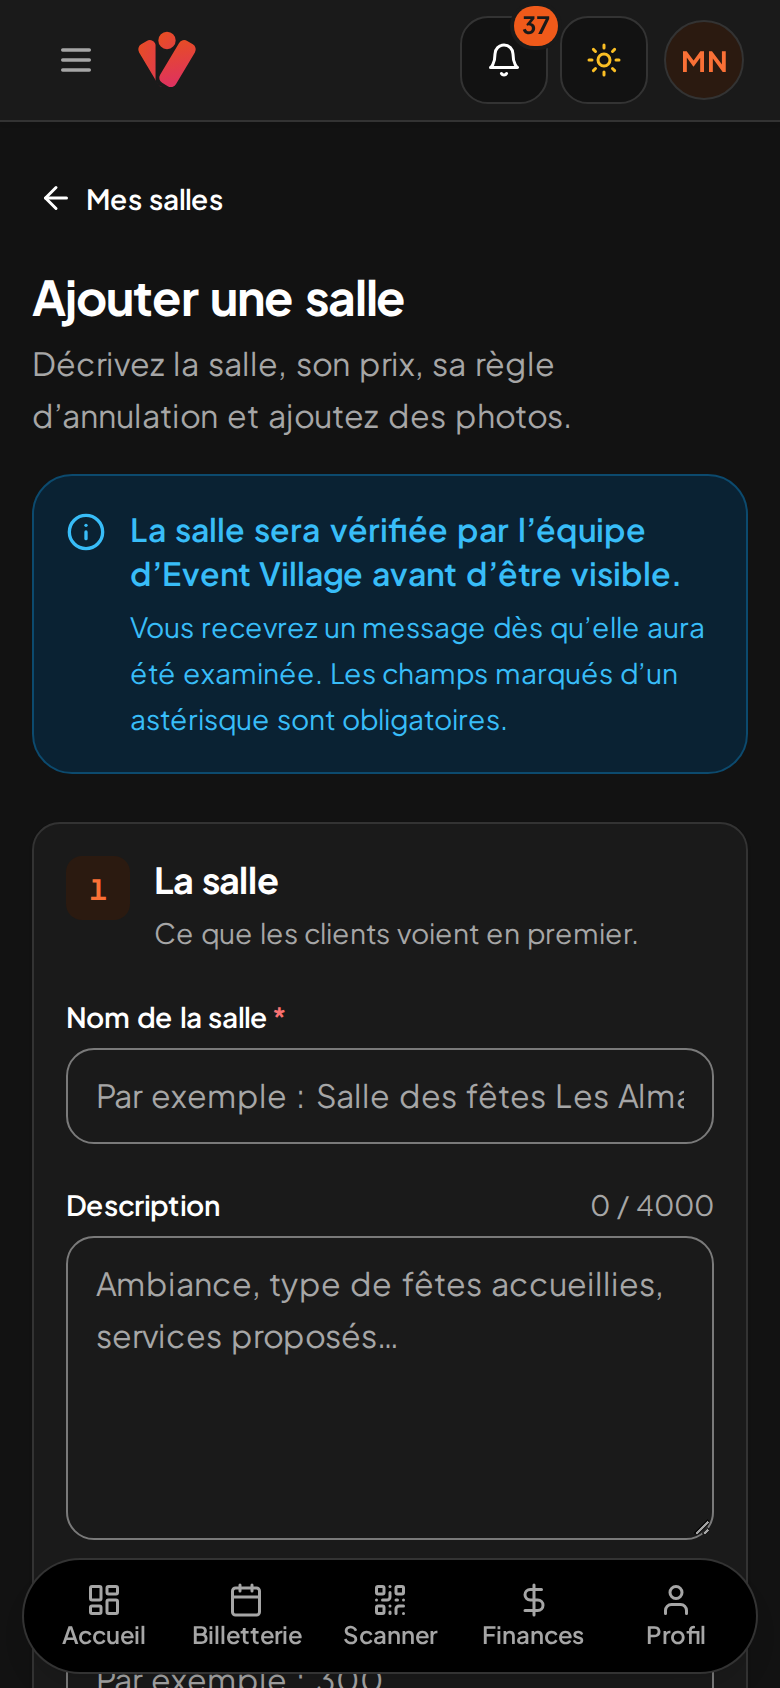 37
MN
Mes salles
Ajouter une salle
Décrivez la salle, son prix, sa règle
d’annulation et ajoutez des photos.
La salle sera vérifiée par l’équipe
d’Event Village avant d’être visible.
Vous recevrez un message dès qu’elle aura
été examinée. Les champs marqués d’un
astérisque sont obligatoires.
1
La salle
Ce que les clients voient en premier.
Nom de la salle *
Par exemple : Salle des fêtes Les Alma
Description
0 / 4000
Ambiance, type de fêtes accueillies,
services proposés…
Accueil
Billetterie
Scanner
Finances
Profil
Par exemple : 300